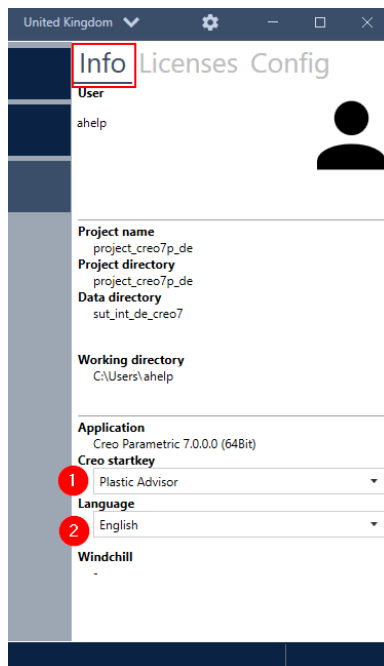 United Kingdom
Info Licenses Config
User
ahelp
Project name
project_creo7p_de
Project directory
project_creo7p_de
Data directory
sut_int_de_creo7
Working directory
C:\Users\ahelp
Application
Creo Parametric 7.0.0.0 (64Bit)
Creo startkey
1 Plastic Advisor
Language
2 English
Windchill
-